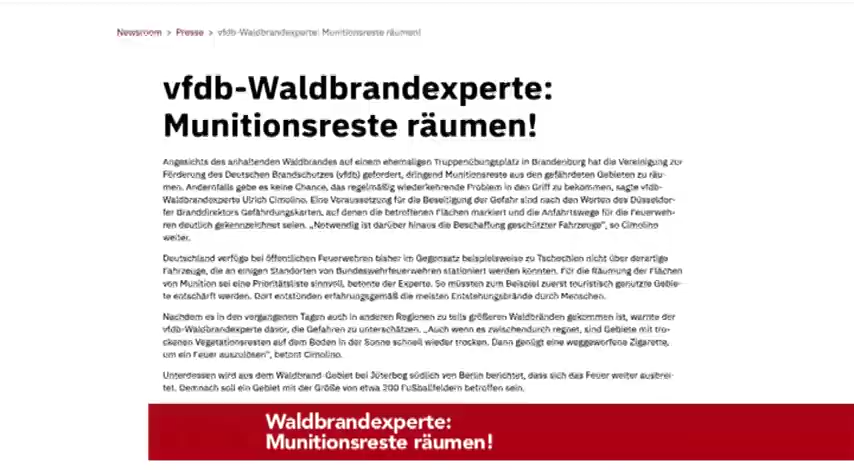 Newsroom > Presse > vfdb-Waldbrandexperte: Munitionsreste räumen!
vfdb-Waldbrandexperte:
Munitionsreste räumen!
Angesichts des anhaltenden Waldbrandes auf einem ehemaligen Truppenübungsplatz in Brandenburg hat die Vereinigung zur
Förderung des Deutschen Brandschutzes (vfdb) gefordert, dringend Munitionsreste aus den gefährdeten Gebieten zu räu-
men. Andernfalls gebe es keine Chance, das regelmäßig wiederkehrende Problem in den Griff zu bekommen, sagte vfdb-
Waldbrandexperte Ulrich Cimolino. Eine Voraussetzung für die Beseitigung der Gefahr sind nach den Worten des Düsseldor-
fer Branddirektors Gefährdungskarten, auf denen die betroffenen Flächen markiert und die Anfahrtswege für die Feuerweh-
ren deutlich gekennzeichnet seien. „Notwendig ist darüber hinaus die Beschaffung geschützter Fahrzeuge“, so Cimolino
weiter.
Deutschland verfüge bei öffentlichen Feuerwehren bisher im Gegensatz beispielsweise zu Tschechien nicht über derartige
Fahrzeuge, die an einigen Standorten von Bundeswehrfeuerwehren stationiert werden könnten. Für die Räumung der Flächen
von Munition sei eine Prioritätsliste sinnvoll, betonte der Experte. So müssten zum Beispiel zuerst touristisch genutzte Gebie-
te entschärft werden. Dort entstünden erfahrungsgemäß die meisten Entstehungsbrände durch Menschen.
Nachdem es in den vergangenen Tagen auch in anderen Regionen zu teils größeren Waldbränden gekommen ist, warnte der
vfdb-Waldbrandexperte davor, die Gefahren zu unterschätzen. „Auch wenn es zwischendurch regnet, sind Gebiete mit tro-
ckenen Vegetationsresten auf dem Boden in der Sonne schnell wieder trocken. Dann genügt eine weggeworfene Zigarette,
um ein Feuer auszulösen“, betont Cimolino.
Unterdessen wird aus dem Waldbrand-Gebiet bei Jüterbog südlich von Berlin berichtet, dass sich das Feuer weiter ausbrei-
tet. Demnach soll ein Gebiet mit der Größe von etwa 200 Fußballfeldern betroffen sein.
Waldbrandexperte:
Munitionsreste räumen!